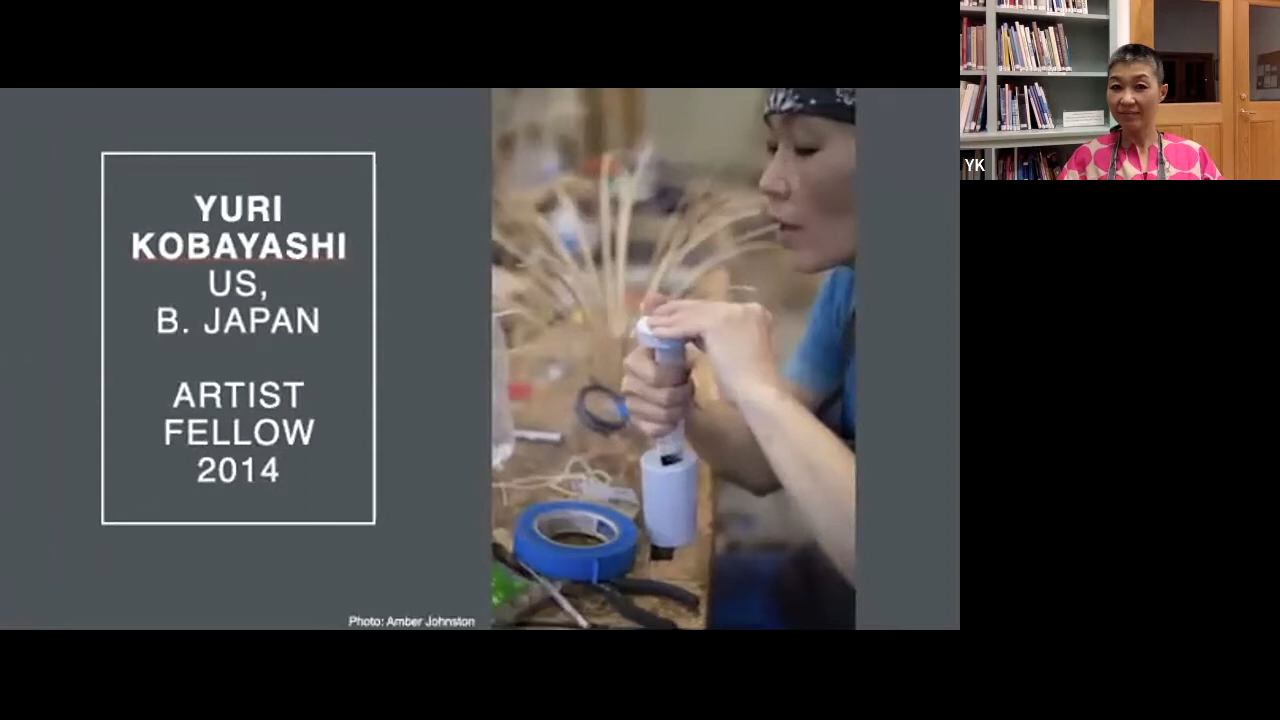 YURI
KOBAYASHI
US,
B. JAPAN
ARTIST
FELLOW
2014
Photo: Amber Johnston
YK